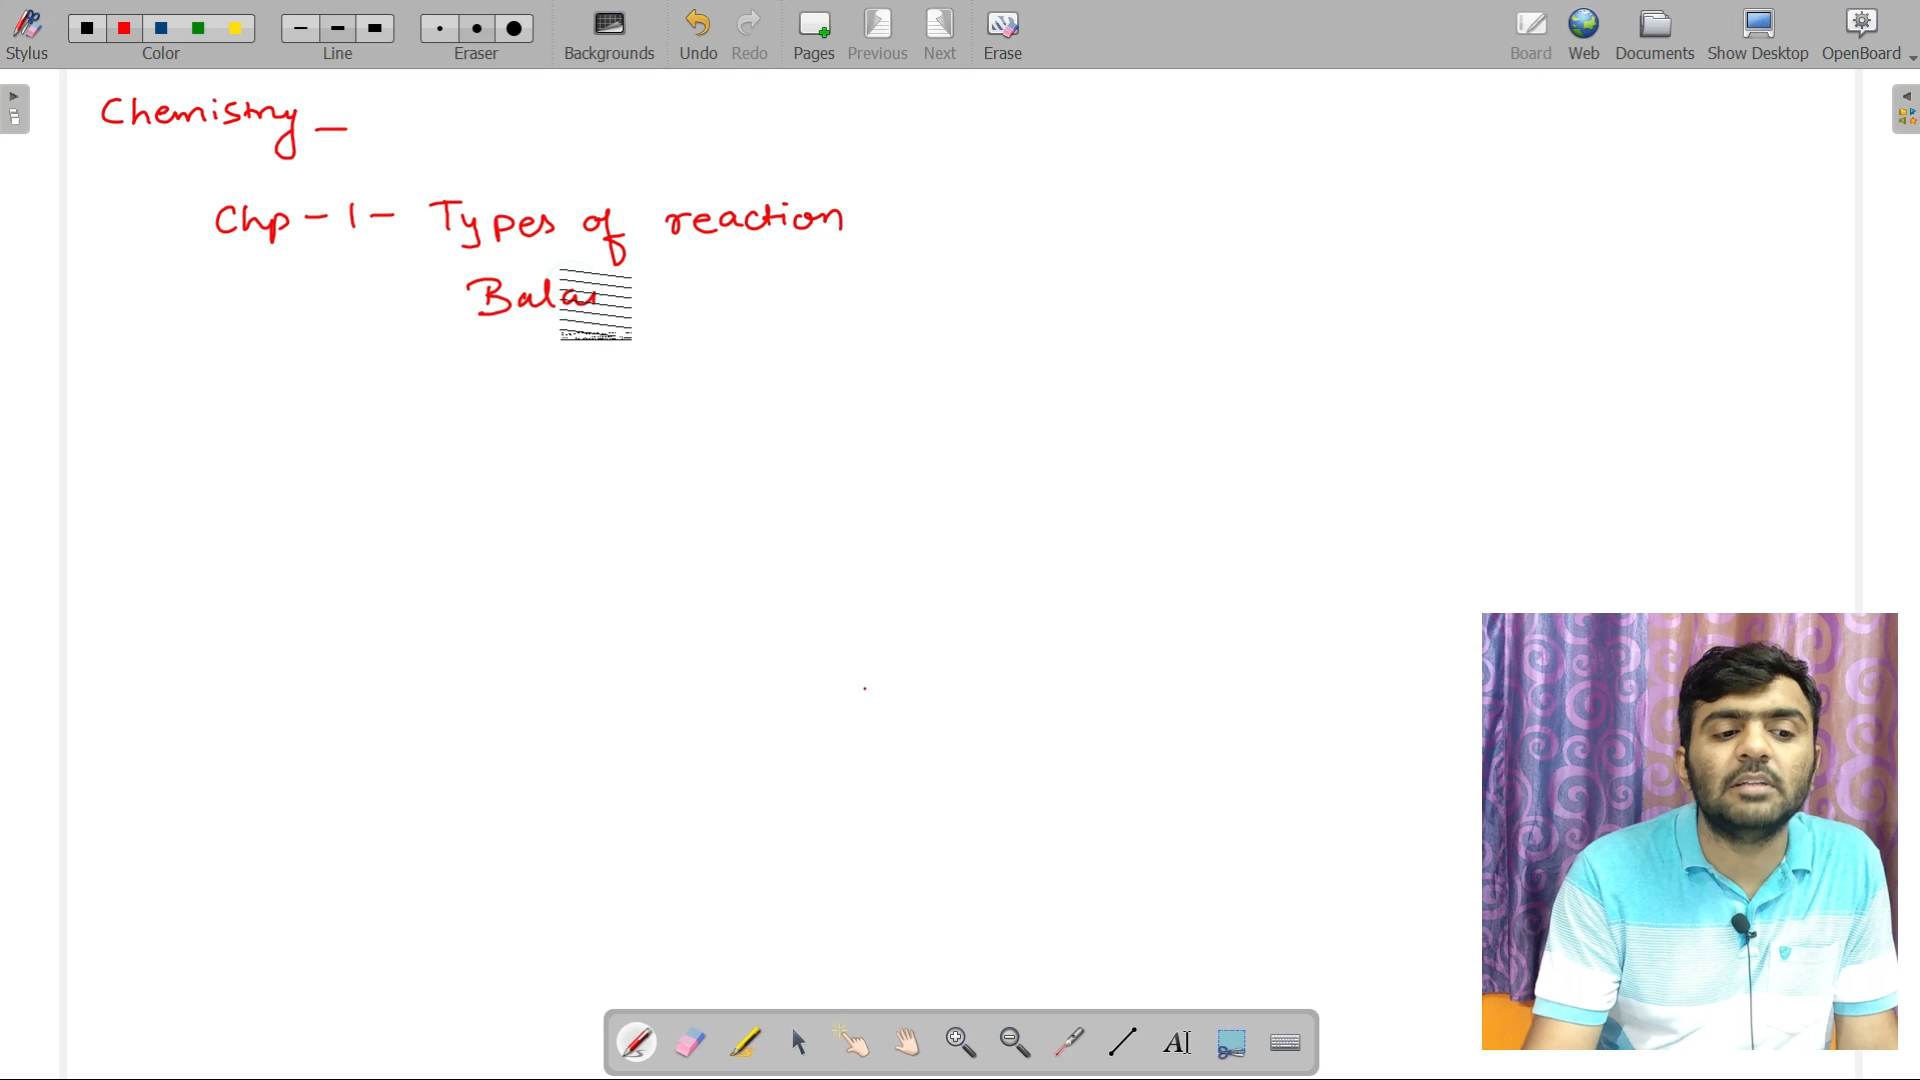 Stylus
Color
Line
Eraser
Backgrounds
Undo
Redo
Pages
Previous
Next
Erase
Board
Web
Documents
Show Desktop
OpenBoard
Chemistry -
Chp - 1 - Types of reaction